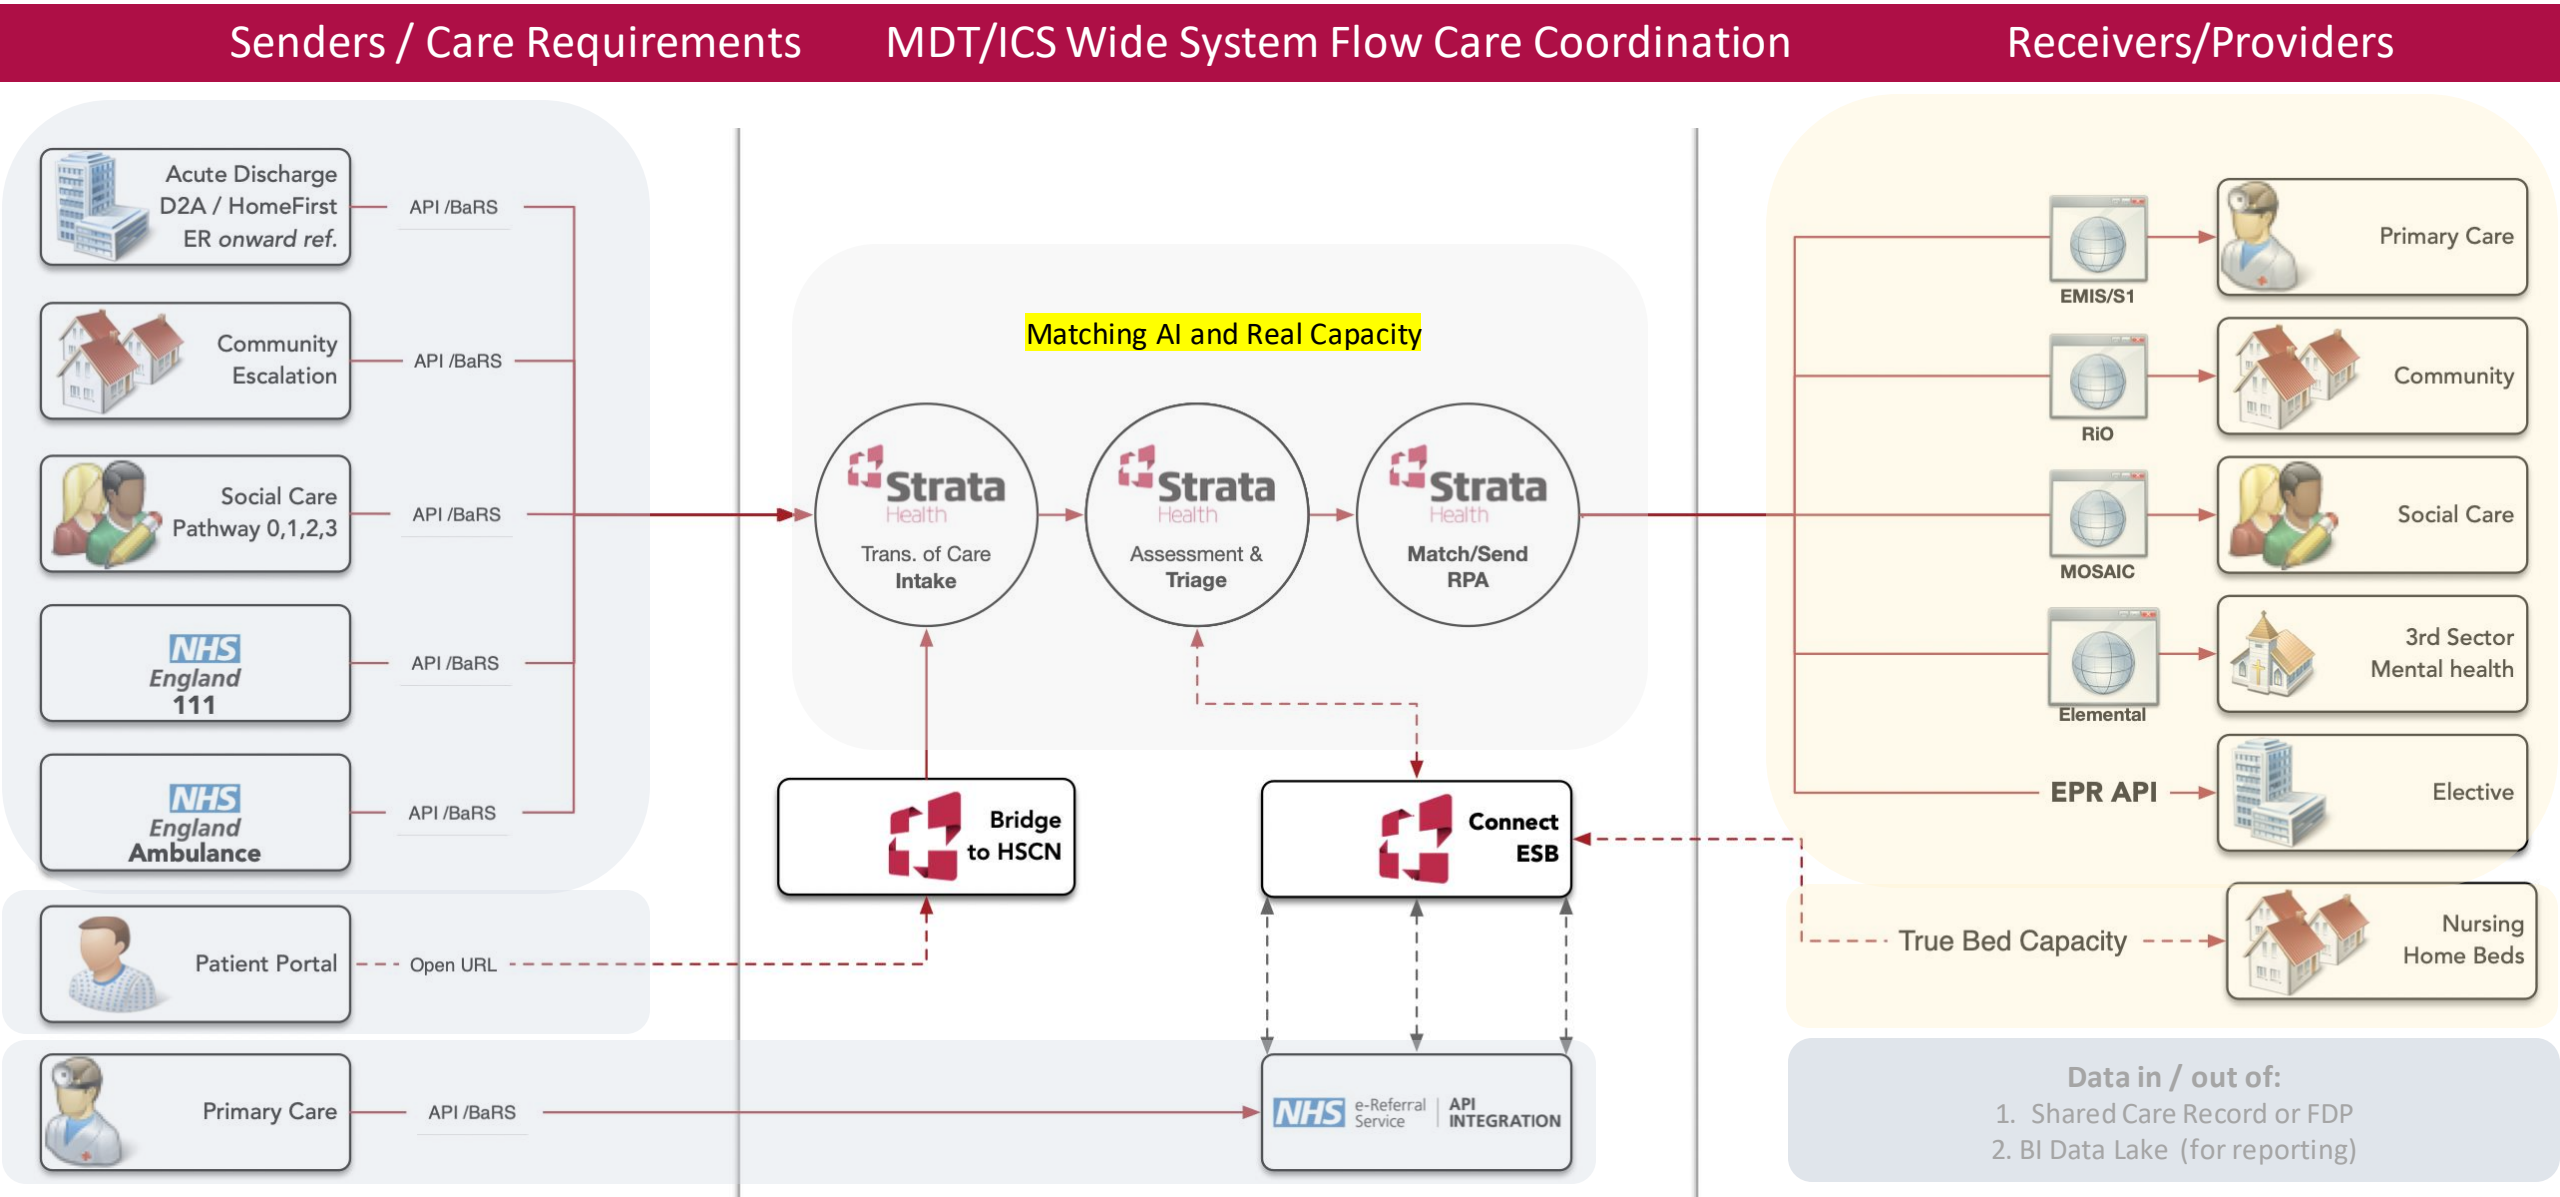 Senders / Care Requirements
MDT/ICS Wide System Flow Care Coordination
Receivers/Providers
Acute Discharge
D2A / HomeFirst
ER onward ref.
API /BaRS
Community
Escalation
API /BaRS
Social Care
Pathway 0,1,2,3
API /BaRS
NHS
England
111
API /BaRS
NHS
England
Ambulance
API /BaRS
Patient Portal
Open URL
Primary Care
API /BaRS
Matching AI and Real Capacity
Strata
Health
Trans. of Care
Intake
Strata
Health
Assessment &
Triage
Strata
Health
Match/Send
RPA
Bridge
to HSCN
Connect
ESB
NHS e-Referral Service | API INTEGRATION
EMIS/S1
Primary Care
RiO
Community
MOSAIC
Social Care
Elemental
3rd Sector
Mental health
EPR API
Elective
True Bed Capacity
Nursing
Home Beds
Data in / out of:
1. Shared Care Record or FDP
2. BI Data Lake (for reporting)